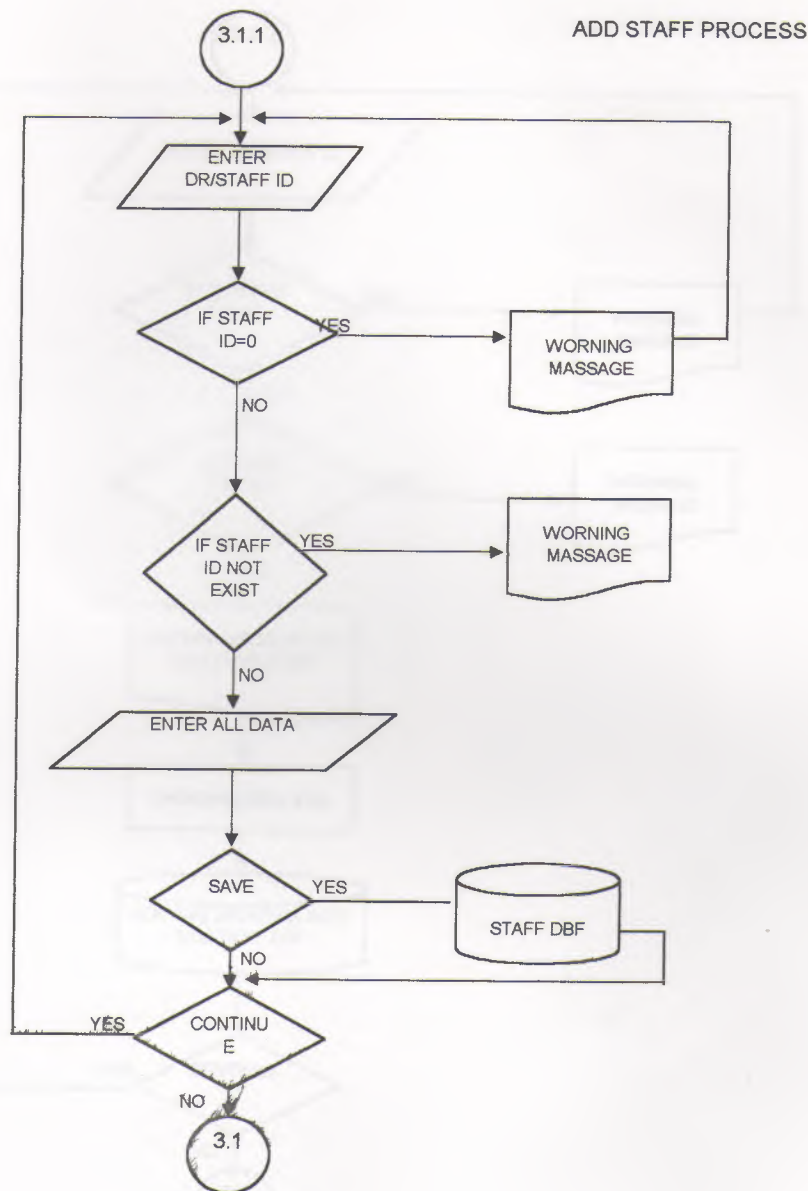 ADD STAFF PROCESS
3.1.1
ENTER
DR/STAFF ID
IF STAFF
ID=0
YES
WORNING
MASSAGE
NO
IF STAFF
ID NOT
EXIST
YES
WORNING
MASSAGE
NO
ENTER ALL DATA
SAVE
YES
STAFF DBF
NO
CONTINU
E
YES
NO
3.1